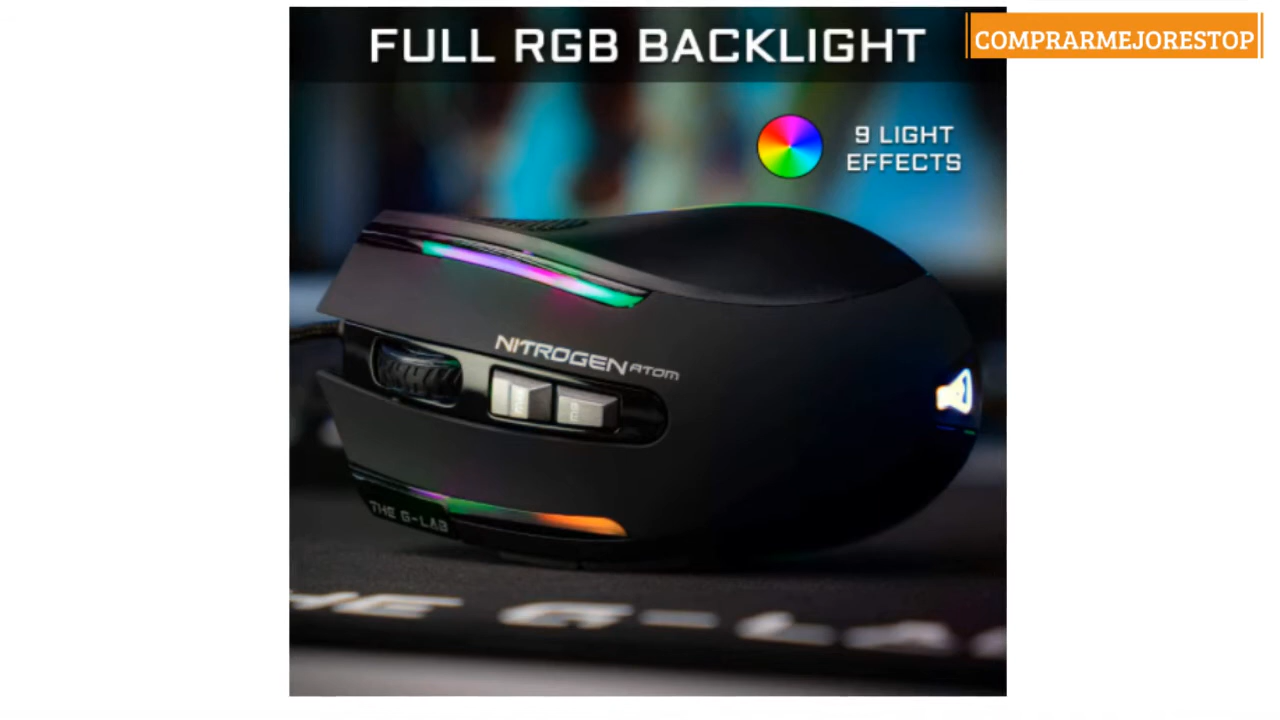 FULL RGB BACKLIGHT
COMPRARMEJORESTOP
9 LIGHT
EFFECTS
NITROGEN ATOM
THE G-LAB